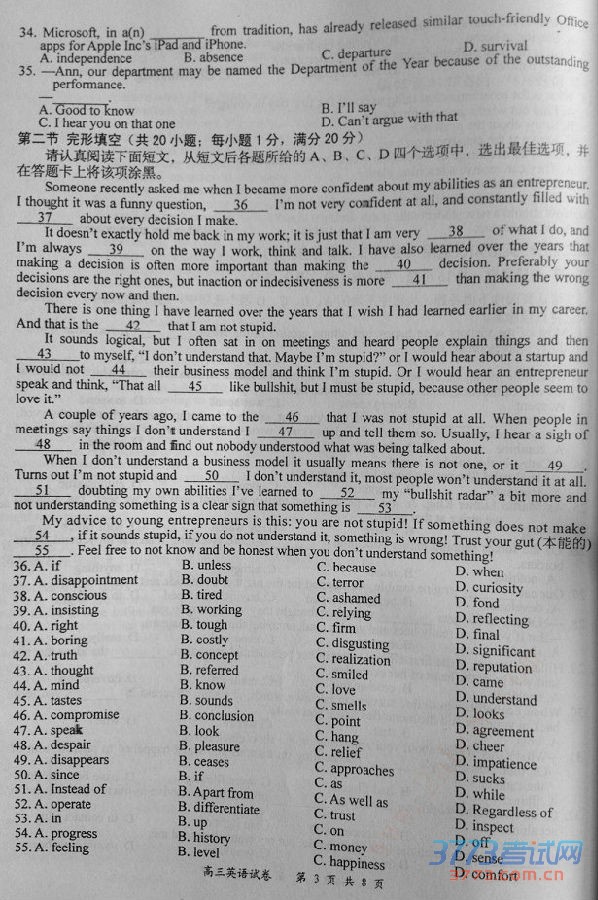 34. Microsoft, in a(n) ______ from tradition, has already released similar touch-friendly Office
apps for Apple Inc's iPad and iPhone.
A. independence B. absence C. departure D. survival
35. —Ann, our department may be named the Department of the Year because of the outstanding
performance.
—________.
A. Good to know B. I'll say
C. I hear you on that one D. Can't argue with that
第二节 完形填空（共20小题；每小题1分，满分20分）
请认真阅读下面短文，从短文后各题所给的A、B、C、D四个选项中，选出最佳选项，并
在答题卡上将该项涂黑。
Someone recently asked me when I became more confident about my abilities as an entrepreneur.
I thought it was a funny question, 36 I'm not very confident at all, and constantly filled with
37 about every decision I make.
It doesn't exactly hold me back in my work; it is just that I am very 38 of what I do, and
I'm always 39 on the way I work, think and talk. I have also learned over the years that
making a decision is often more important than making the 40 decision. Preferably your
decisions are the right ones, but inaction or indecisiveness is more 41 than making the wrong
decision every now and then.
There is one thing I have learned over the years that I wish I had learned earlier in my career.
And that is the 42 that I am not stupid.
It sounds logical, but I often sat in on meetings and heard people explain things and then
43 to myself, "I don't understand that. Maybe I'm stupid?" or I would hear about a startup and
I would not 44 their business model and think I'm stupid. Or I would hear an entrepreneur
speak and think, "That all 45 like bullshit, but I must be stupid, because other people seem to
love it."
A couple of years ago, I came to the 46 that I was not stupid at all. When people in
meetings say things I don't understand I 47 up and tell them so. Usually, I hear a sigh of
48 in the room and find out nobody understood what was being talked about.
When I don't understand a business model it usually means there is not one, or it 49 .
Turns out I'm not stupid and 50 I don't understand it, most people won't understand it at all.
51 doubting my own abilities I've learned to 52 my "bullshit radar" a bit more and
not understanding something is a clear sign that something is 53 .
My advice to young entrepreneurs is this: you are not stupid! If something does not make
54 , if it sounds stupid, if you do not understand it, something is wrong! Trust your gut (本能的)
55 . Feel free to not know and be honest when you don't understand something!
36. A. if B. unless C. because D. when
37. A. disappointment B. doubt C. terror D. curiosity
38. A. conscious B. tired C. ashamed D. fond
39. A. insisting B. working C. relying D. reflecting
40. A. right B. tough C. firm D. final
41. A. boring B. costly C. disgusting D. significant
42. A. truth B. concept C. realization D. reputation
43. A. thought B. referred C. smiled D. came
44. A. mind B. know C. love D. understand
45. A. tastes B. sounds C. smells D. looks
46. A. compromise B. conclusion C. point D. agreement
47. A. speak B. look C. hang D. cheer
48. A. despair B. pleasure C. relief D. impatience
49. A. disappears B. ceases C. approaches D. sucks
50. A. since B. if C. as D. while
51. A. Instead of B. Apart from C. As well as D. Regardless of
52. A. operate B. differentiate C. trust D. inspect
53. A. in B. up C. on D. off
54. A. progress B. history C. money D. sense
55. A. feeling B. level C. happiness D. comfort
高三英语试卷 第3页共8页
3773考试网
3773.com.cn